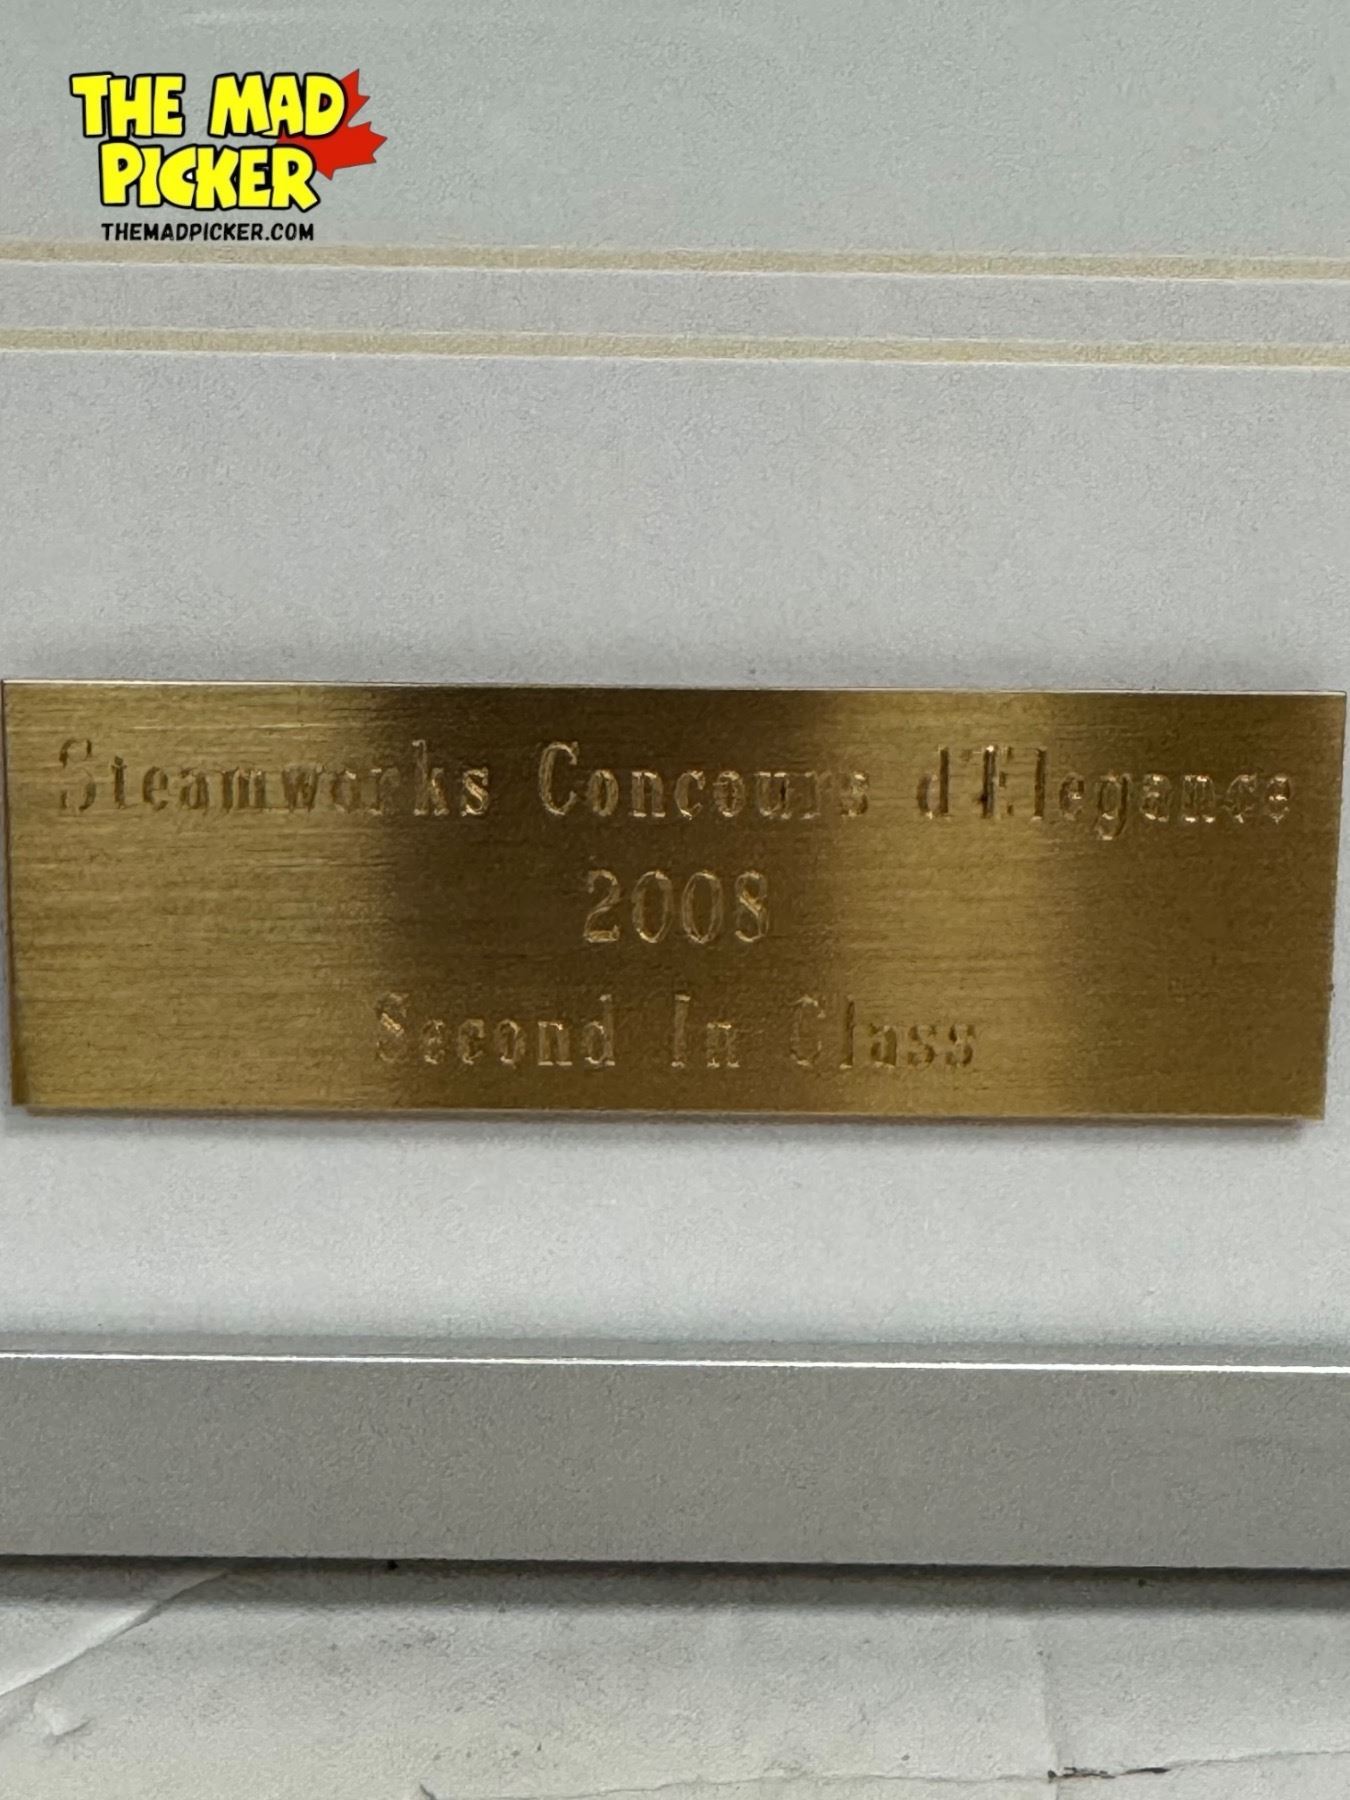 THE MAD
PICKER
THEMADPICKER.COM
Steamworks Concours d'Elegance
2008
Second In Class